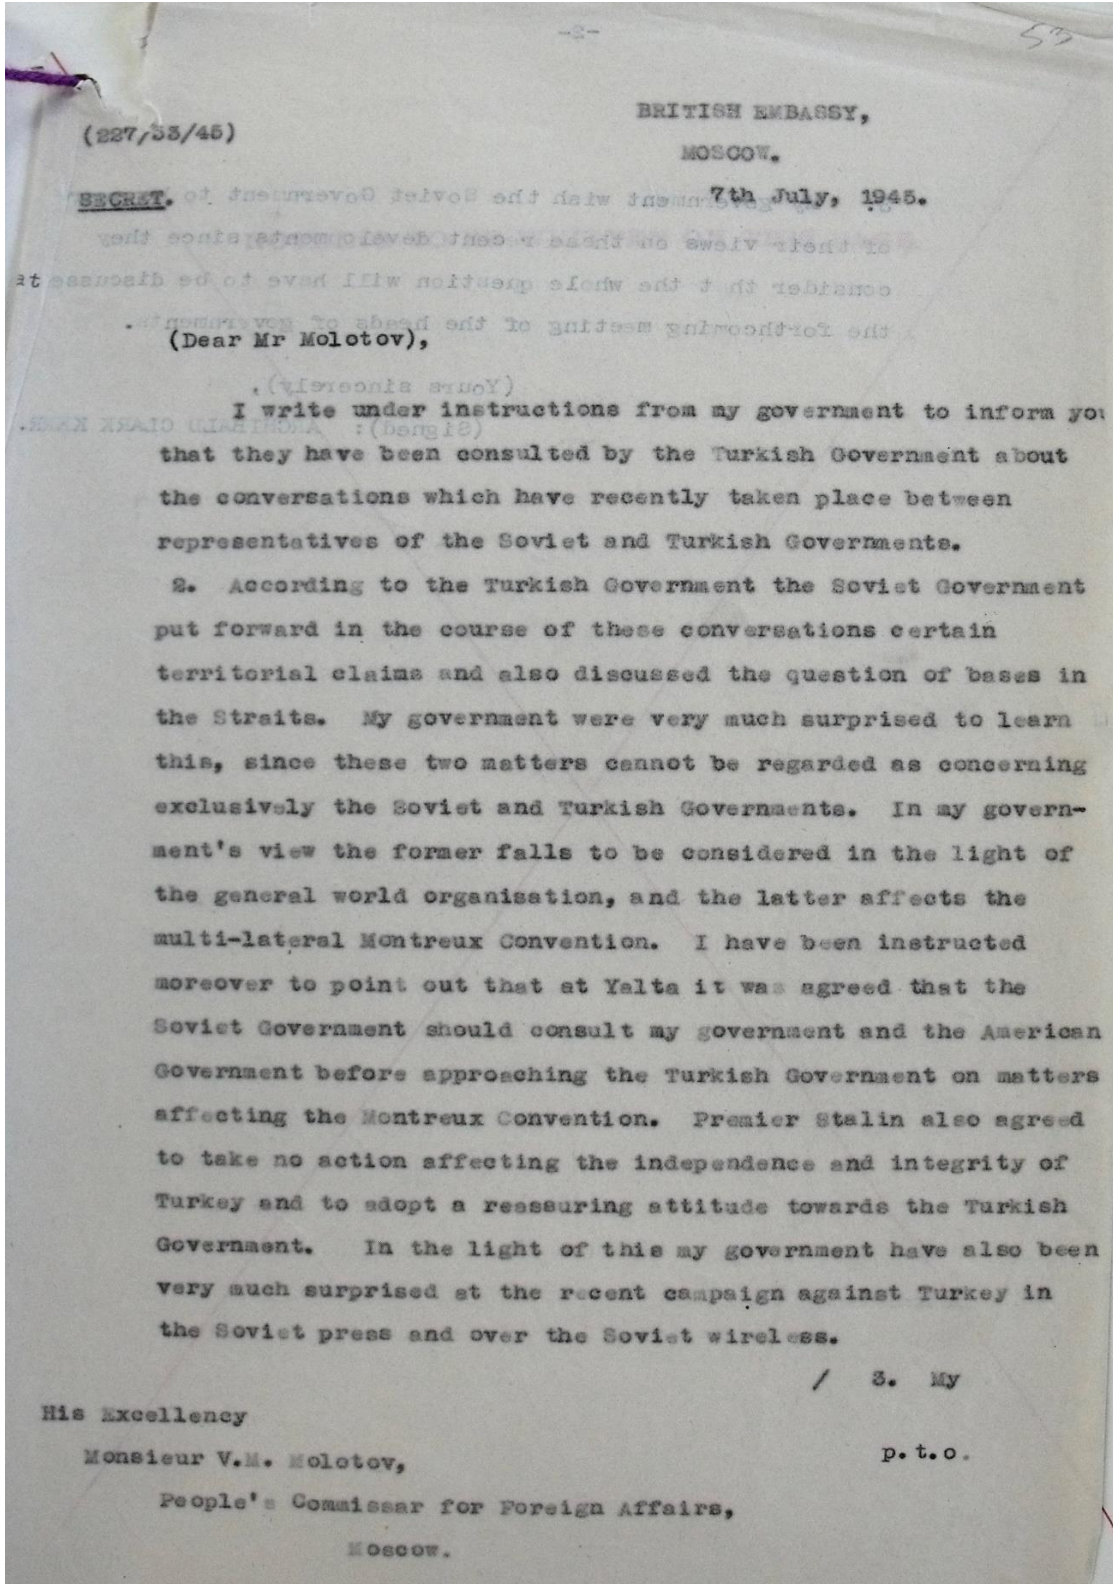 -2-
53
(227/33/45)
BRITISH EMBASSY,
MOSCOW.
SECRET.
7th July, 1945.
(Dear Mr Molotov),
I write under instructions from my government to inform you
that they have been consulted by the Turkish Government about
the conversations which have recently taken place between
representatives of the Soviet and Turkish Governments.
2. According to the Turkish Government the Soviet Government
put forward in the course of these conversations certain
territorial claims and also discussed the question of bases in
the Straits. My government were very much surprised to learn
this, since these two matters cannot be regarded as concerning
exclusively the Soviet and Turkish Governments. In my govern-
ment's view the former falls to be considered in the light of
the general world organisation, and the latter affects the
multi-lateral Montreux Convention. I have been instructed
moreover to point out that at Yalta it was agreed that the
Soviet Government should consult my government and the American
Government before approaching the Turkish Government on matters
affecting the Montreux Convention. Premier Stalin also agreed
to take no action affecting the independence and integrity of
Turkey and to adopt a reassuring attitude towards the Turkish
Government. In the light of this my government have also been
very much surprised at the recent campaign against Turkey in
the Soviet press and over the Soviet wireless.
/ 3. My
His Excellency
Monsieur V.M. Molotov,
p.t.o.
People's Commissar for Foreign Affairs,
Moscow.